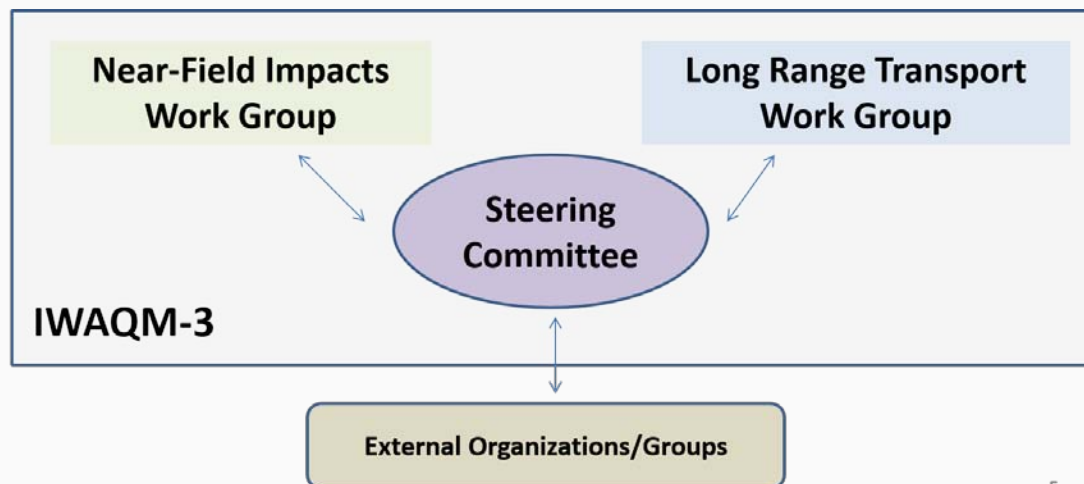 Near-Field Impacts
Work Group
Long Range Transport
Work Group
Steering
Committee
IWAQM-3
External Organizations/Groups